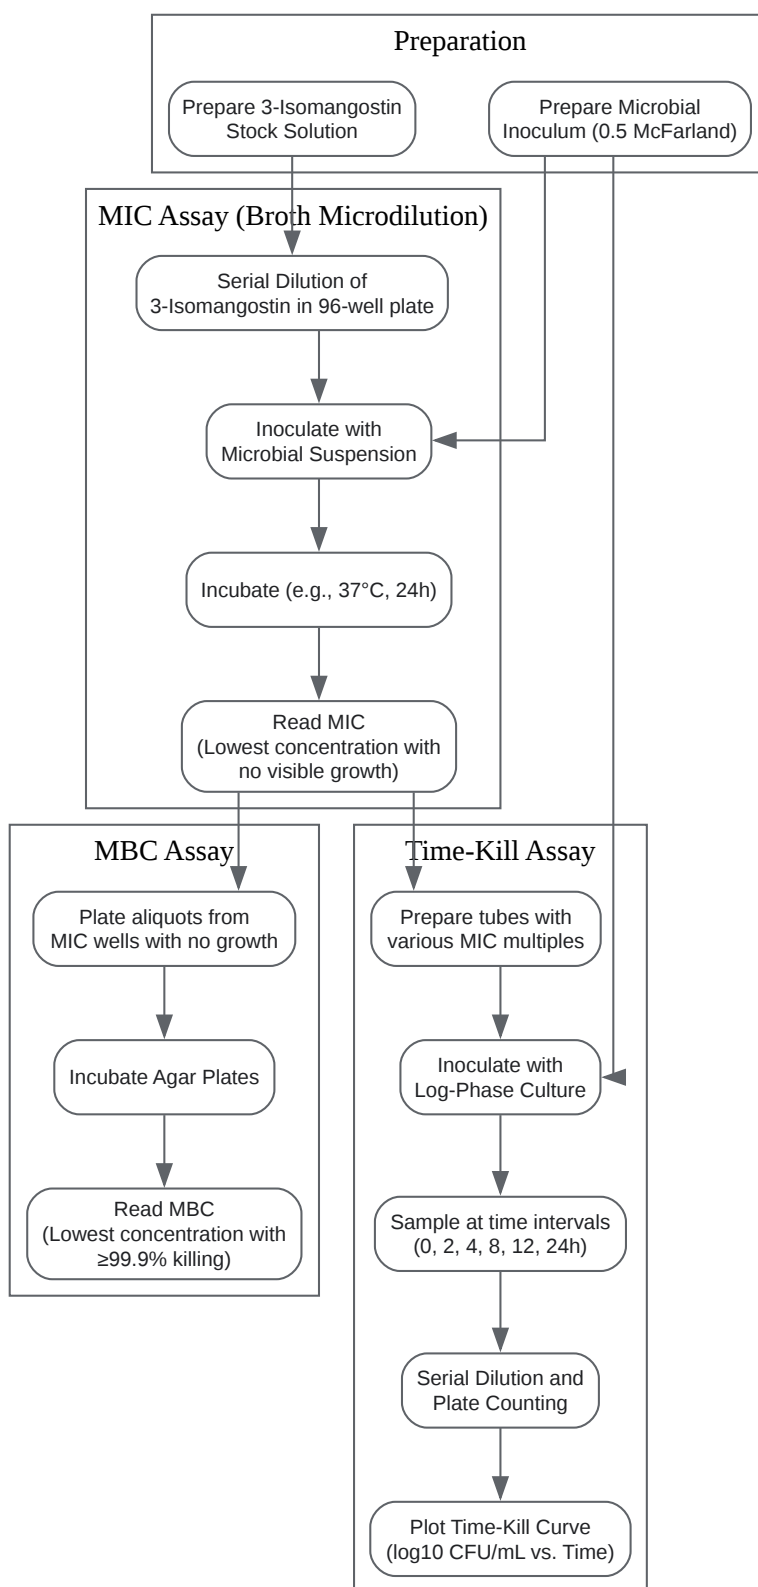 Preparation
Prepare 3-Isomangostin
Stock Solution
Prepare Microbial
Inoculum (0.5 McFarland)
MIC Assay (Broth Microdilution)
Serial Dilution of
3-Isomangostin in 96-well plate
Inoculate with
Microbial Suspension
Incubate (e.g., 37°C, 24h)
Read MIC
(Lowest concentration with
no visible growth)
MBC Assay
Plate aliquots from
MIC wells with no growth
Incubate Agar Plates
Read MBC
(Lowest concentration with
≥99.9% killing)
Time-Kill Assay
Prepare tubes with
various MIC multiples
Inoculate with
Log-Phase Culture
Sample at time intervals
(0, 2, 4, 8, 12, 24h)
Serial Dilution and
Plate Counting
Plot Time-Kill Curve
(log10 CFU/mL vs. Time)